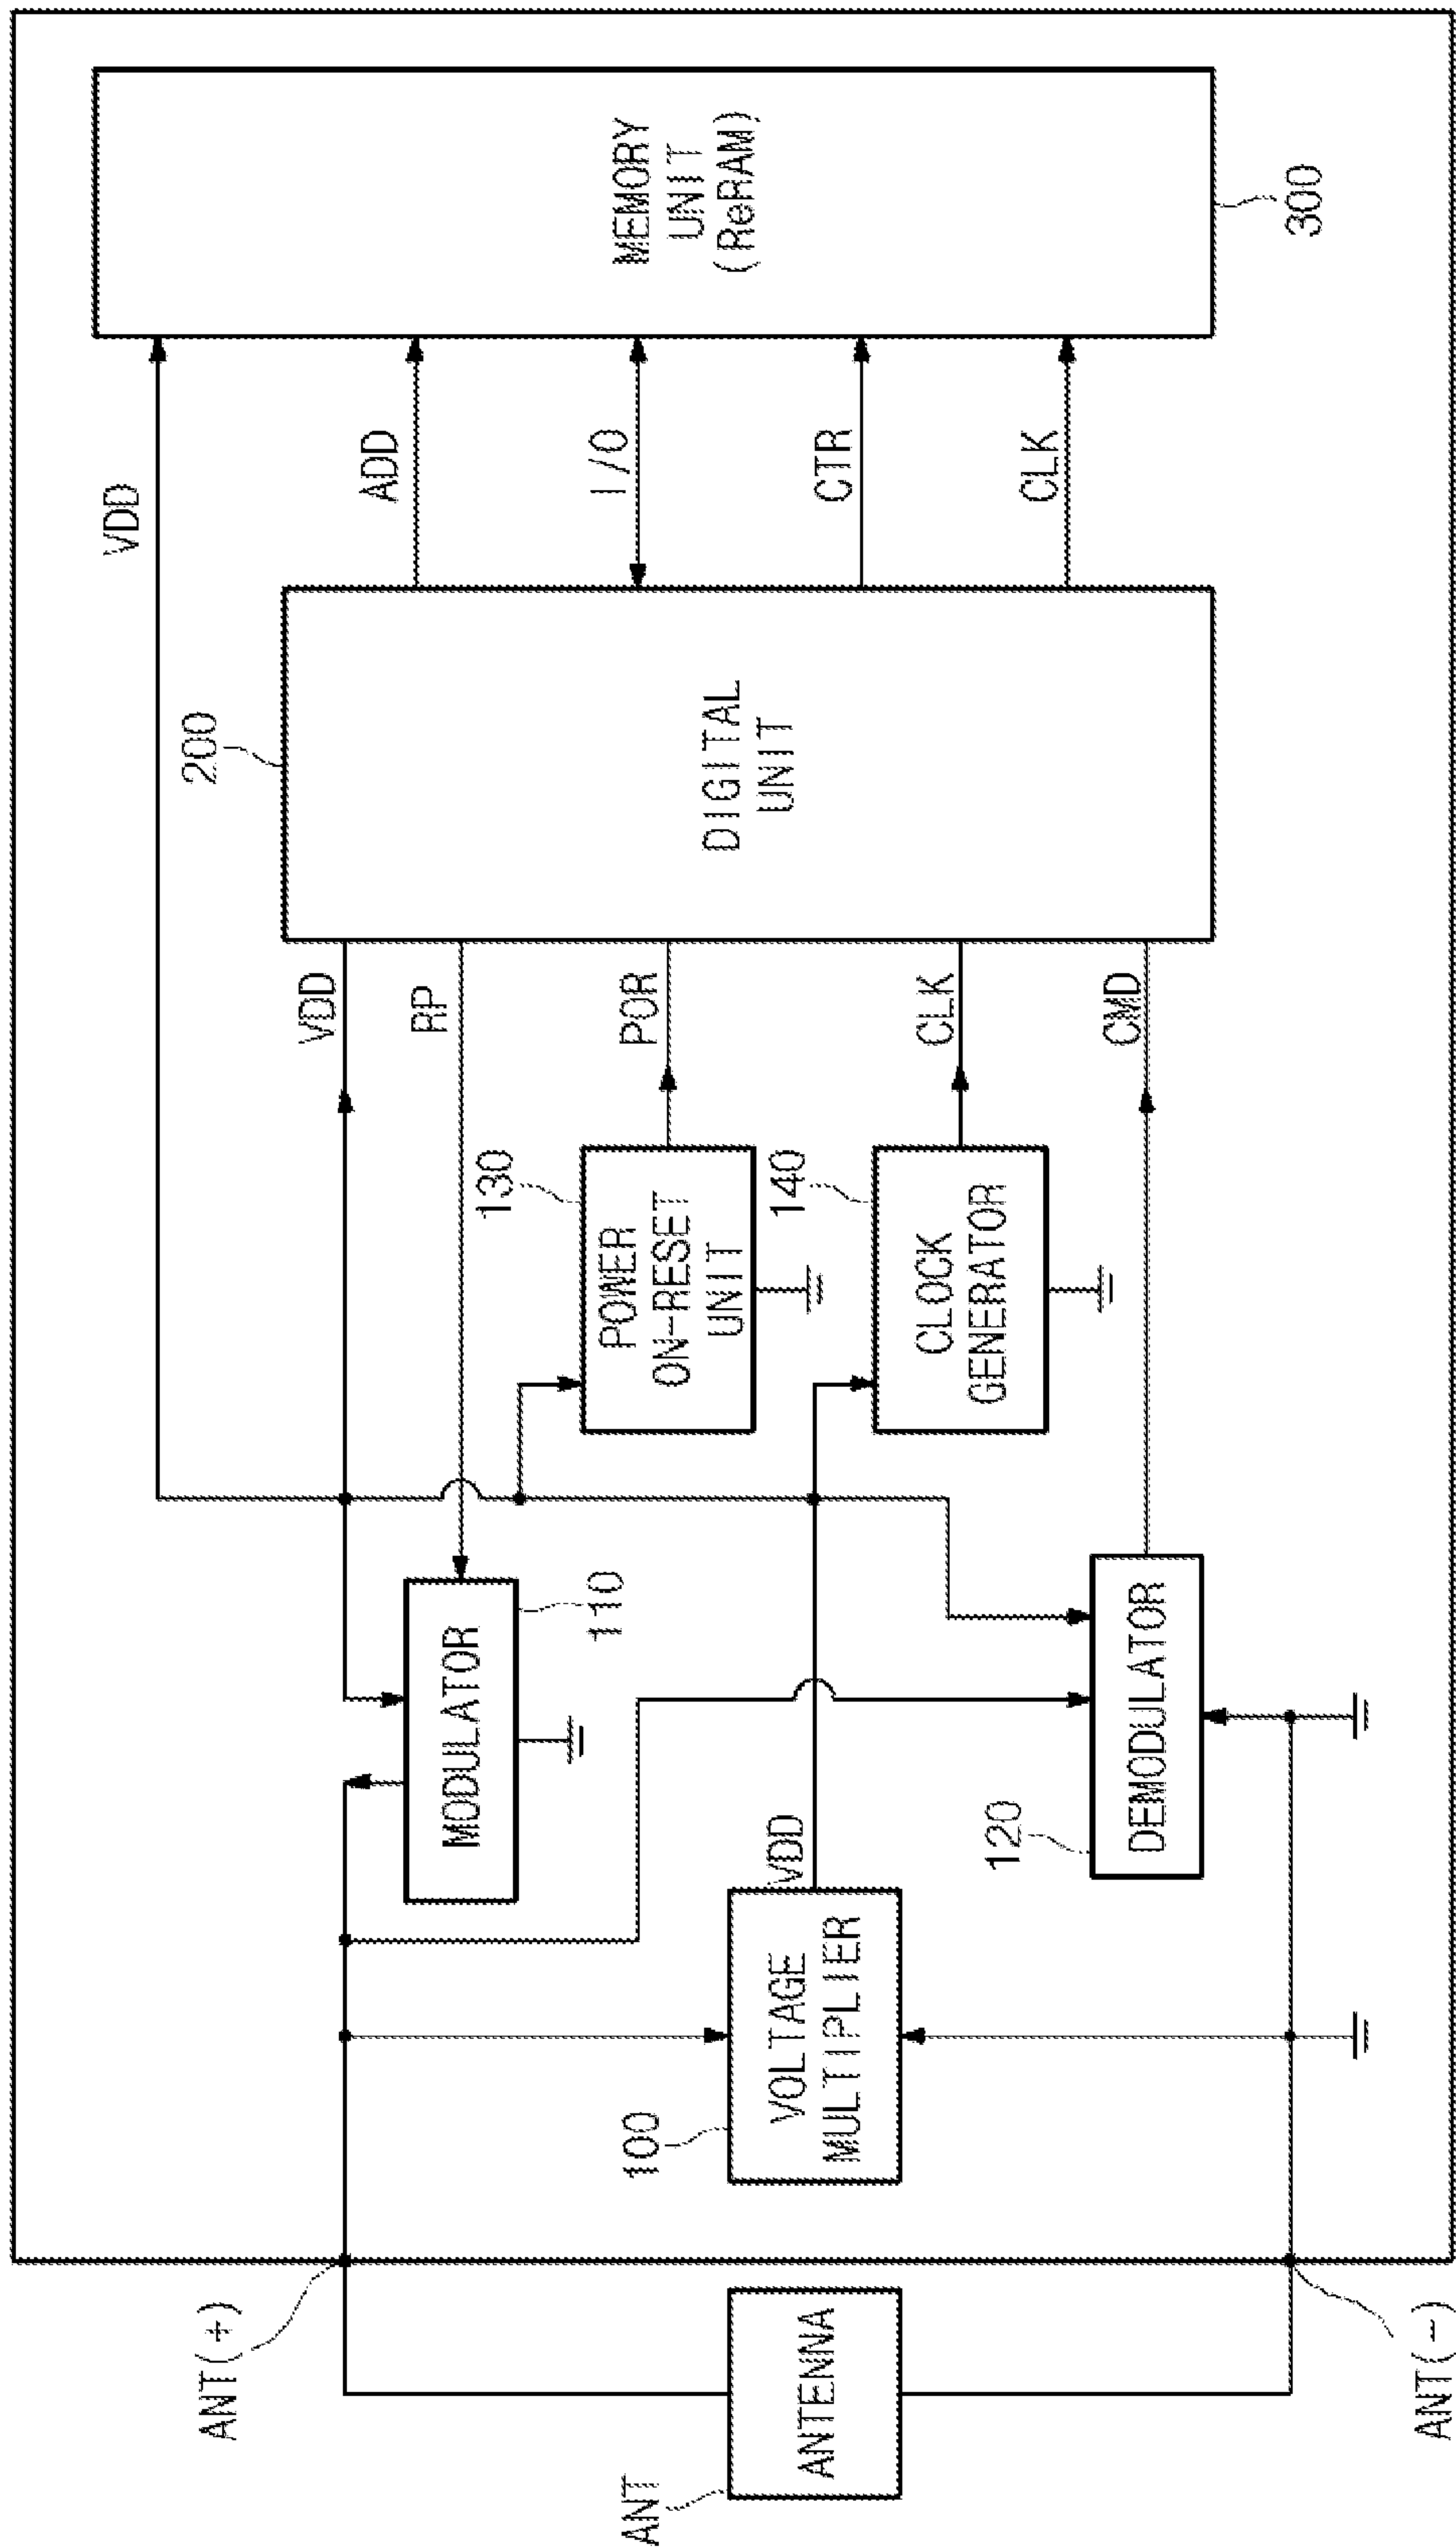 ANT
ANTENNA
ANT(+)
ANT(-)
100
VOLTAGE
MULTIPLIER
VDD
MODULATOR
110
120
DEMODULATOR
POWER
ON-RESET
UNIT
130
CLOCK
GENERATOR
140
VDD
RP
POR
CLK
CMD
200
DIGITAL
UNIT
VDD
ADD
I/O
CTR
CLK
MEMORY
UNIT
(ReRAM)
300